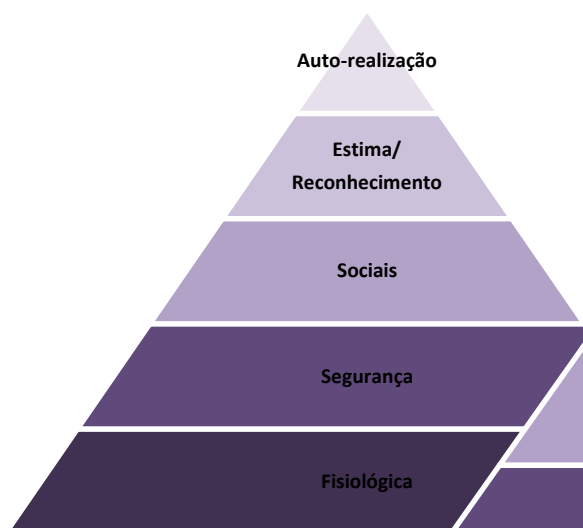 Auto-realização
Estima/
Reconhecimento
Sociais
Segurança
Fisiológica